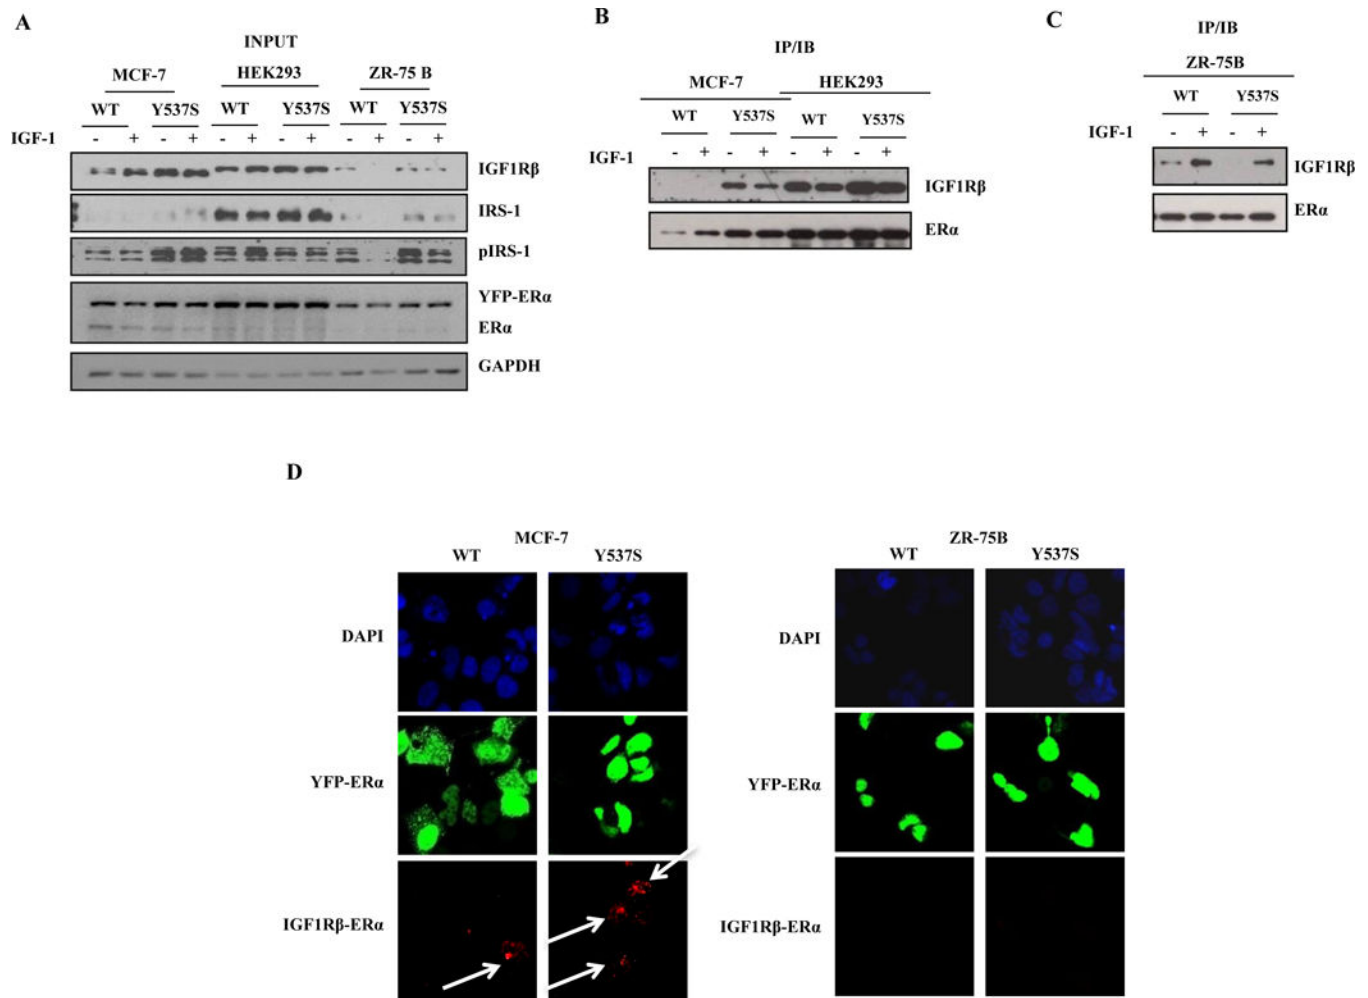 A
INPUT
MCF-7 HEK293 ZR-75 B
WT Y537S WT Y537S WT Y537S
IGF-1 - + - + - + - + - + - +
IGF1Rβ
IRS-1
pIRS-1
YFP-ERα
ERα
GAPDH
B
IP/IB
MCF-7 HEK293
WT Y537S WT Y537S
IGF-1 - + - + - + - +
IGF1Rβ
ERα
C
IP/IB
ZR-75B
WT Y537S
IGF-1 - + - +
IGF1Rβ
ERα
D
MCF-7
WT Y537S
DAPI
YFP-ERα
IGF1Rβ-ERα
ZR-75B
WT Y537S
DAPI
YFP-ERα
IGF1Rβ-ERα